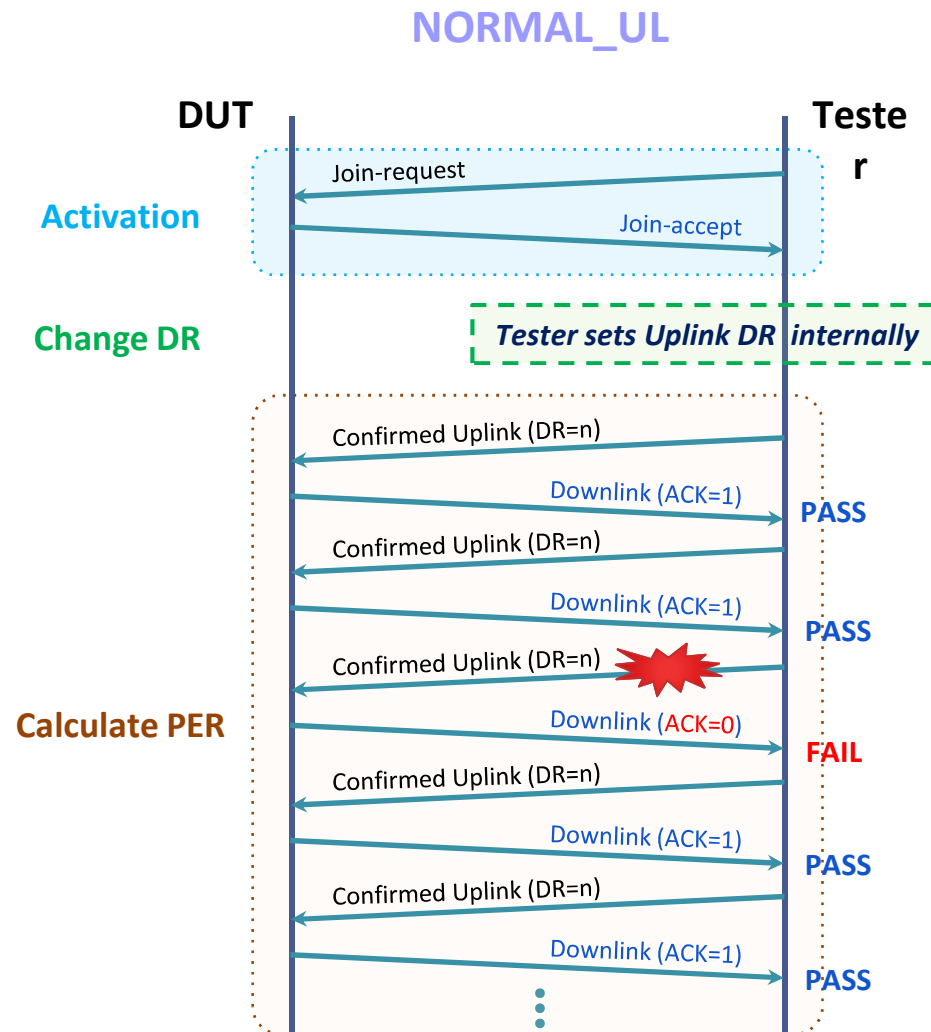 NORMAL_UL
DUT
Teste
r
Join-request
Activation
Join-accept
Change DR
Tester sets Uplink DR internally
Confirmed Uplink (DR=n)
Downlink (ACK=1)
PASS
Confirmed Uplink (DR=n)
Downlink (ACK=1)
PASS
Confirmed Uplink (DR=n)
Calculate PER
Downlink (ACK=0)
FAIL
Confirmed Uplink (DR=n)
Downlink (ACK=1)
PASS
Confirmed Uplink (DR=n)
Downlink (ACK=1)
PASS